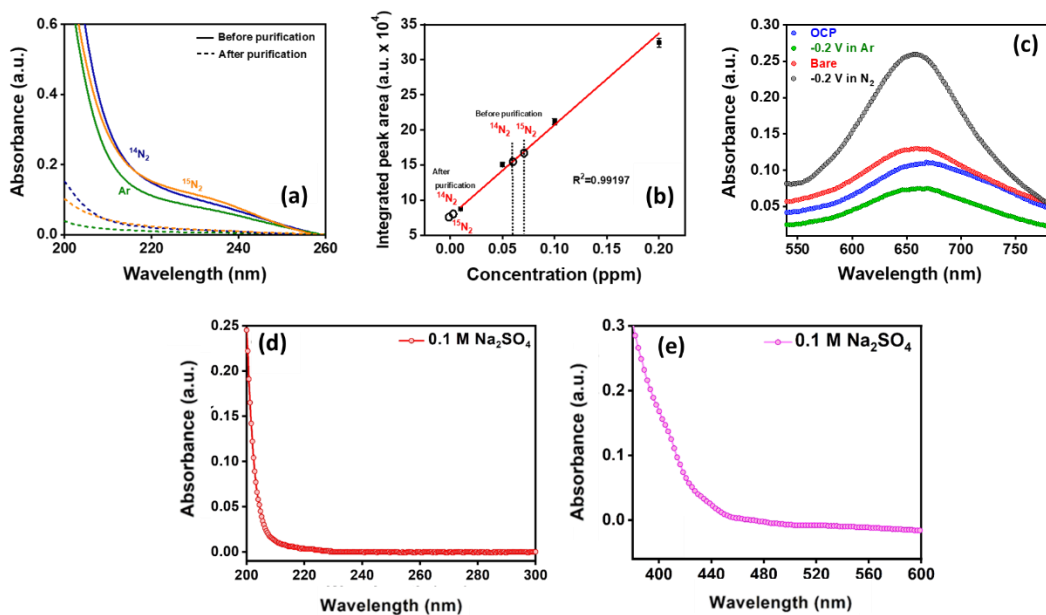 0.6
0.4
0.2
0.0
Absorbance (a.u.)
Before purification
After purification
¹⁴N₂
¹⁵N₂
Ar
(a)
200 220 240 260
Wavelength (nm)
Integrated peak area (a.u. x 10⁴)
35
30
25
20
15
10
5
Before purification
¹⁴N₂ ¹⁵N₂
After
purification
¹⁴N₂
¹⁵N₂
R²=0.99197
(b)
0.00 0.05 0.10 0.15 0.20
Concentration (ppm)
Absorbance (a.u.)
0.30
0.25
0.20
0.15
0.10
0.05
OCP
-0.2 V in Ar
Bare
-0.2 V in N₂
(c)
550 600 650 700 750
Wavelength (nm)
Absorbance (a.u.)
0.25
0.20
0.15
0.10
0.05
0.00
(d)
0.1 M Na₂SO₄
200 220 240 260 280 300
Wavelength (nm)
Absorbance (a.u.)
0.3
0.2
0.1
0.0
(e)
0.1 M Na₂SO₄
400 440 480 520 560 600
Wavelength (nm)